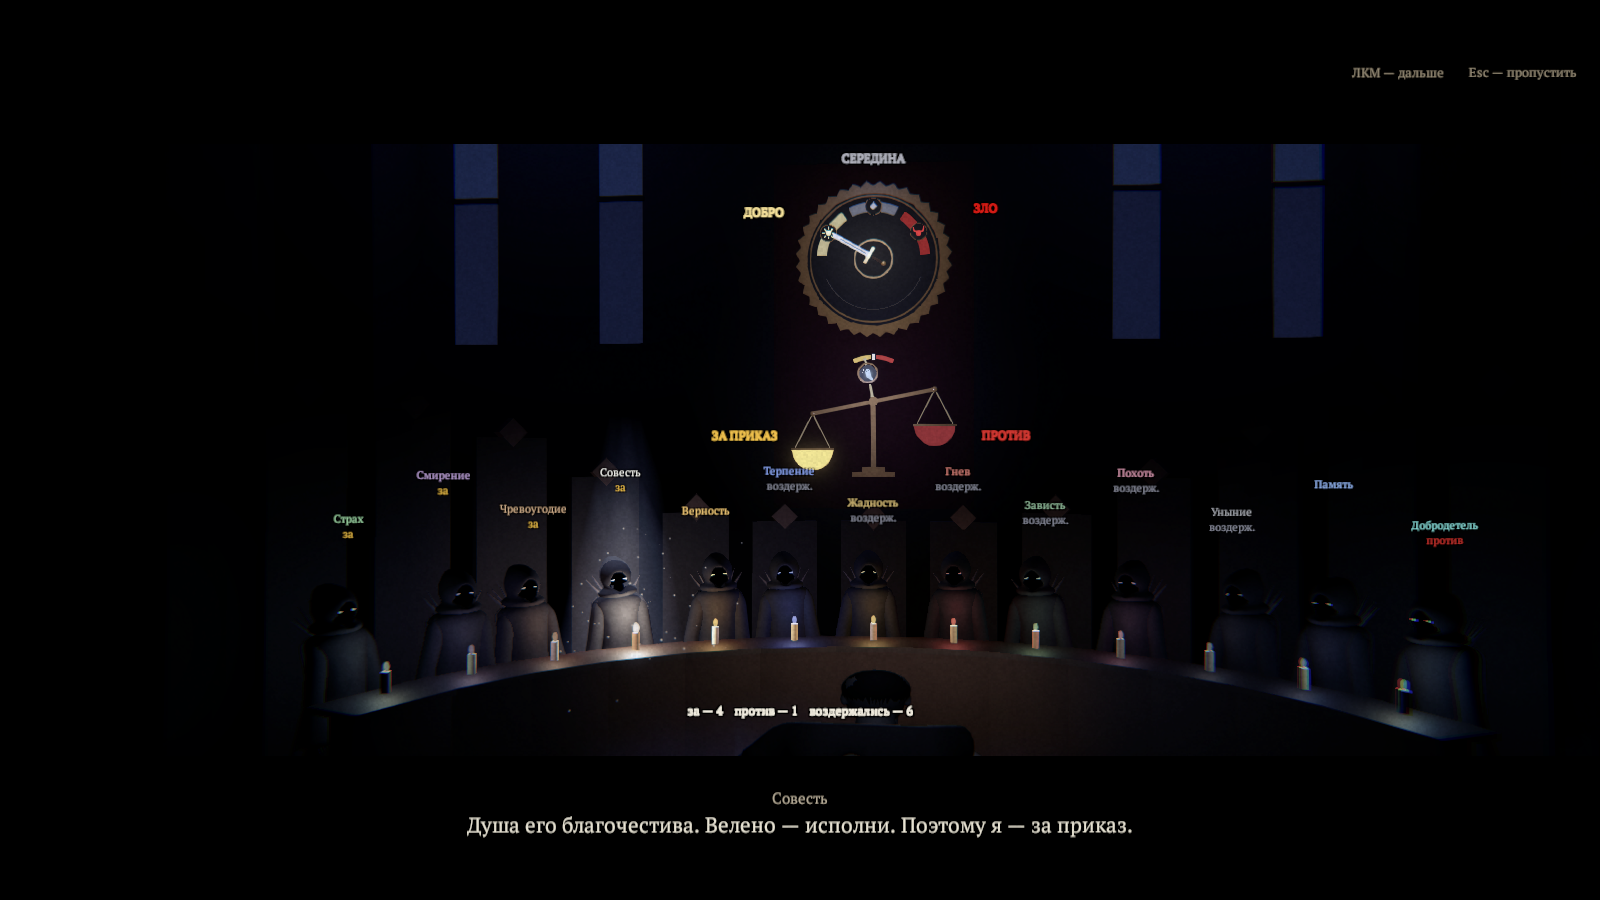 ЛКМ — дальше Esc — пропустить
СЕРЕДИНА
ДОБРО
ЗЛО
ЗА ПРИКАЗ
ПРОТИВ
Страх
за
Смирение
за
Чревоугодие
за
Совесть
за
Верность
Терпение
воздерж.
Жадность
воздерж.
Гнев
воздерж.
Зависть
воздерж.
Похоть
воздерж.
Уныние
воздерж.
Память
Добродетель
против
за — 4 против — 1 воздержались — 6
Совесть
Душа его благочестива. Велено — исполни. Поэтому я — за приказ.